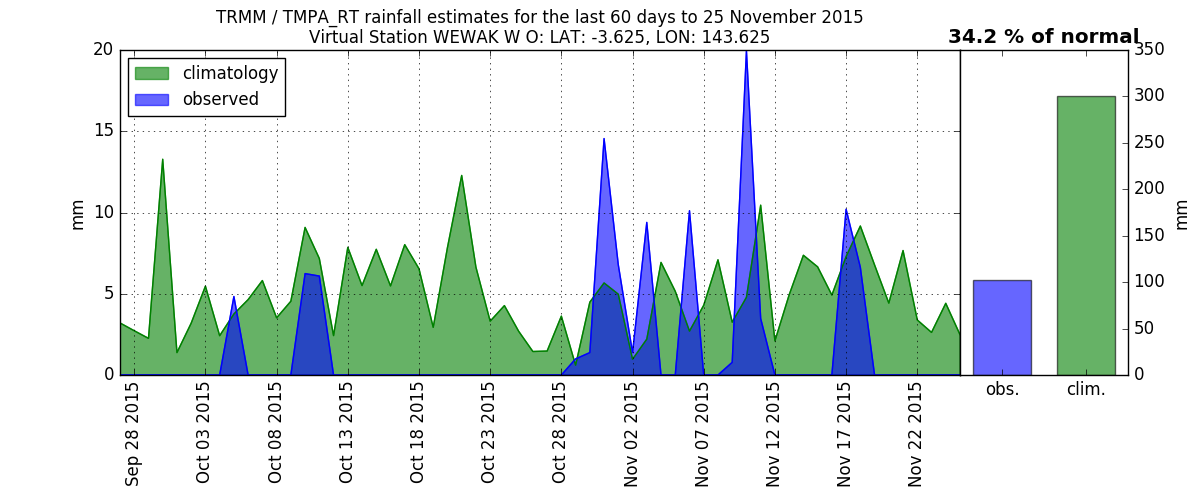 TRMM / TMPA_RT rainfall estimates for the last 60 days to 25 November 2015
Virtual Station WEWAK W O: LAT: -3.625, LON: 143.625
34.2 % of normal
climatology
observed
mm
20
15
10
5
0
Sep 28 2015
Oct 03 2015
Oct 08 2015
Oct 13 2015
Oct 18 2015
Oct 23 2015
Oct 28 2015
Nov 02 2015
Nov 07 2015
Nov 12 2015
Nov 17 2015
Nov 22 2015
obs.
clim.
350
300
250
200
150
100
50
0
mm